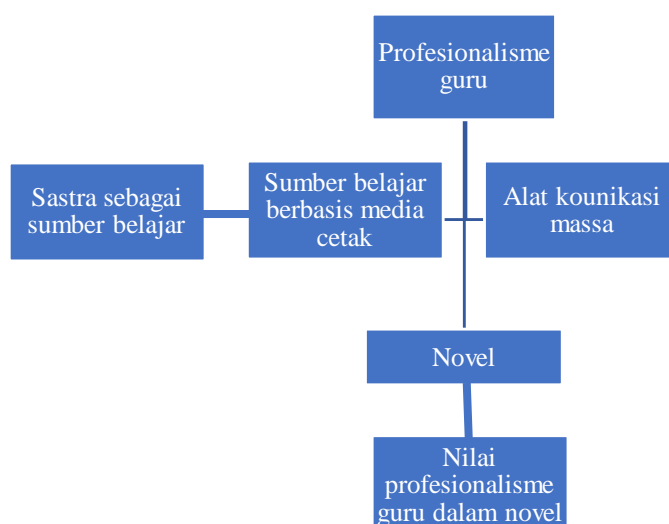 Profesionalisme
guru
Sastra sebagai
sumber belajar
Sumber belajar
berbasis media
cetak
Alat kounikasi
massa
Novel
Nilai
profesionalisme
guru dalam novel